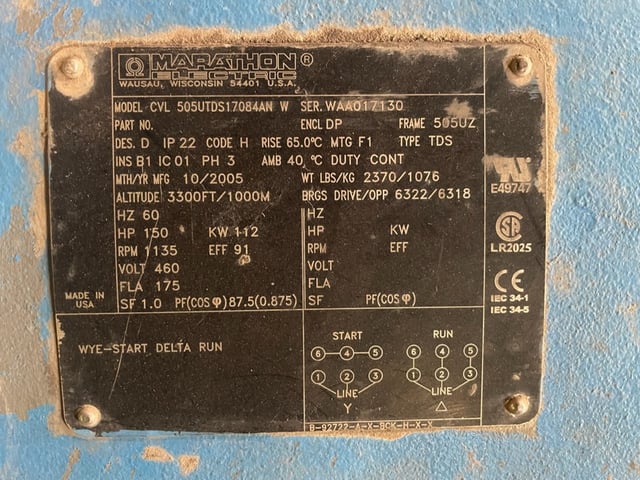 MARATHON®
ELECTRIC
WAUSAU, WISCONSIN 54401 U.S.A.
MODEL CVL 505UTDS17084AN W SER. WAA017130
PART NO. ENCL DP FRAME 505UZ
DES. D IP 22 CODE H RISE 65.0°C MTG F1 TYPE TDS
INS B1 IC 01 PH 3 AMB 40 °C DUTY CONT
MTH/YR MFG 10/2005 WT LBS/KG 2370/1076
ALTITUDE 3300FT/1000M BRGS DRIVE/OPP 6322/6318
HZ 60 HZ
HP 150 KW 112 HP KW
RPM 1135 EFF 91 RPM EFF
VOLT 460 VOLT
FLA 175 FLA
SF 1.0 PF(COS φ) 87.5(0.875) SF PF(COS φ)
MADE IN
USA
E49747
LR2025
CE
IEC 34-1
IEC 34-5
WYE-START DELTA RUN
START RUN
6 4 5 6 4 5
1 2 3 1 2 3
LINE LINE
Y △
B-92722-A-X-BCK-H-X-X